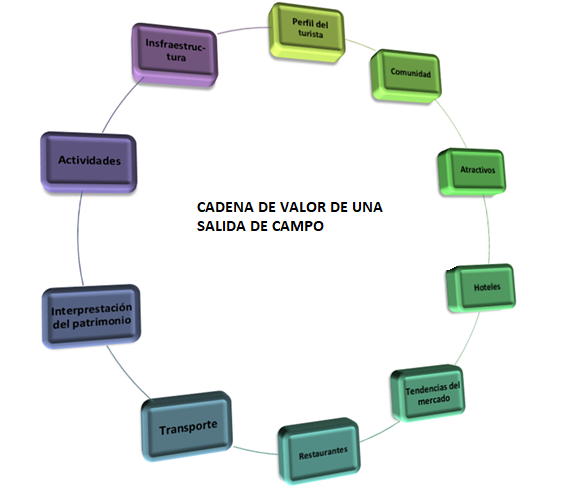 Perfil del
turista
Comunidad
Atractivos
Hoteles
Tendencias del
mercado
Restaurantes
Transporte
Interprestación
del patrimonio
Actividades
Insfraestruc-
tura
CADENA DE VALOR DE UNA
SALIDA DE CAMPO